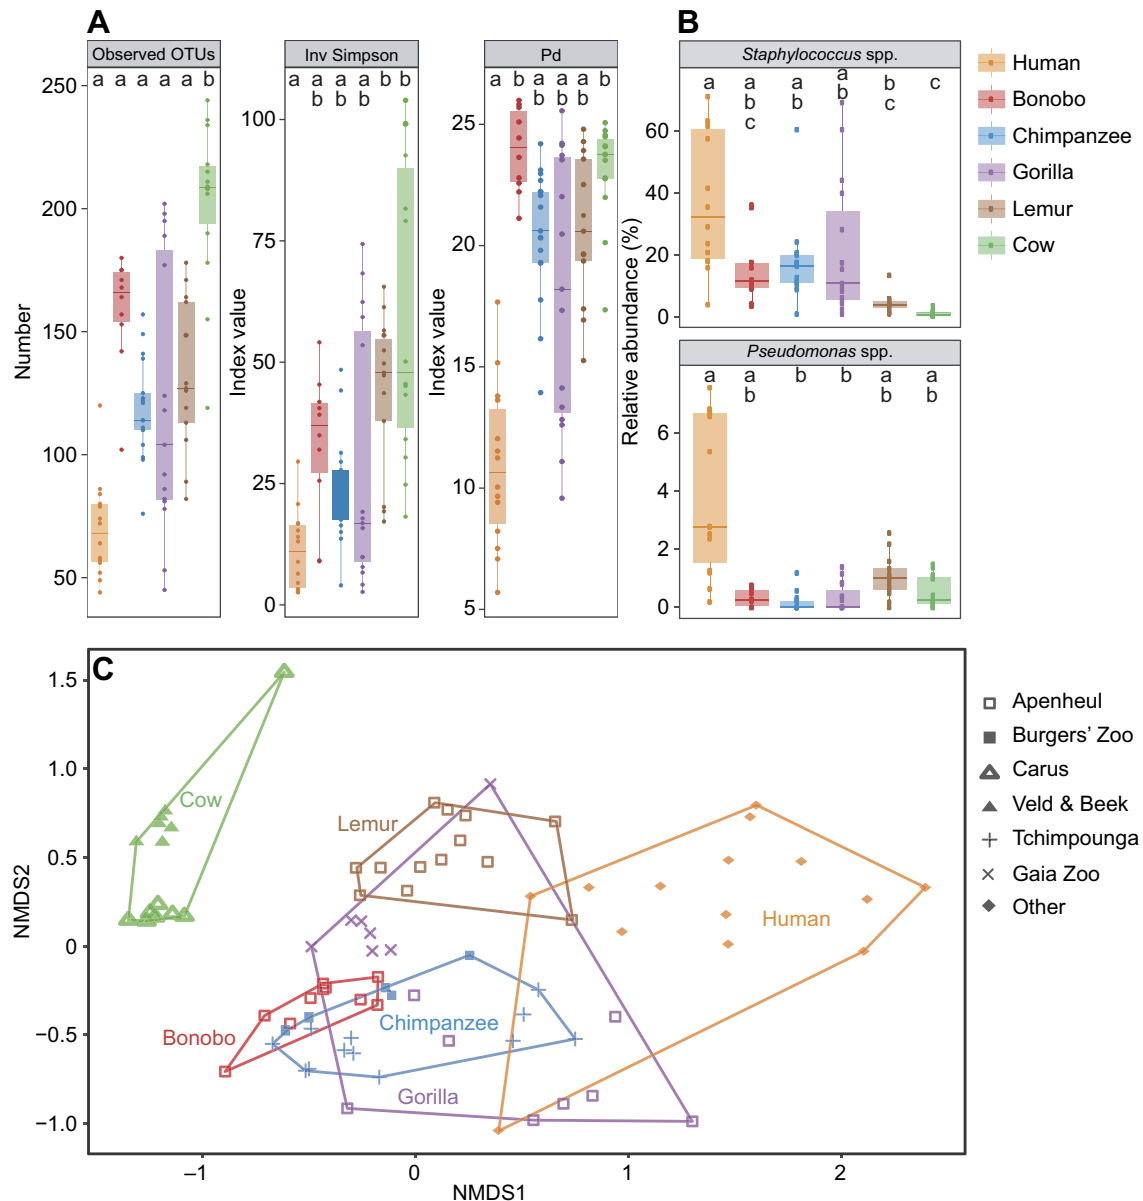 A
B
Observed OTUs
Inv Simpson
Pd
Staphylococcus spp.
a a a a a b
a a a a b b
b b b
a b a a a b
b b b
a a a a b c
b b b c
c
Number
250
200
150
100
50
Index value
100
75
50
25
0
Index value
25
20
15
10
5
Relative abundance (%)
60
40
20
0
Pseudomonas spp.
a a b b a a
b b b
6
4
2
0
Human
Bonobo
Chimpanzee
Gorilla
Lemur
Cow
C
NMDS2
1.5
1.0
0.5
0
−0.5
−1.0
Cow
Lemur
Human
Bonobo
Chimpanzee
Gorilla
−1 0 1 2
NMDS1
Apenheul
Burgers' Zoo
Carus
Veld & Beek
Tchimpounga
Gaia Zoo
Other